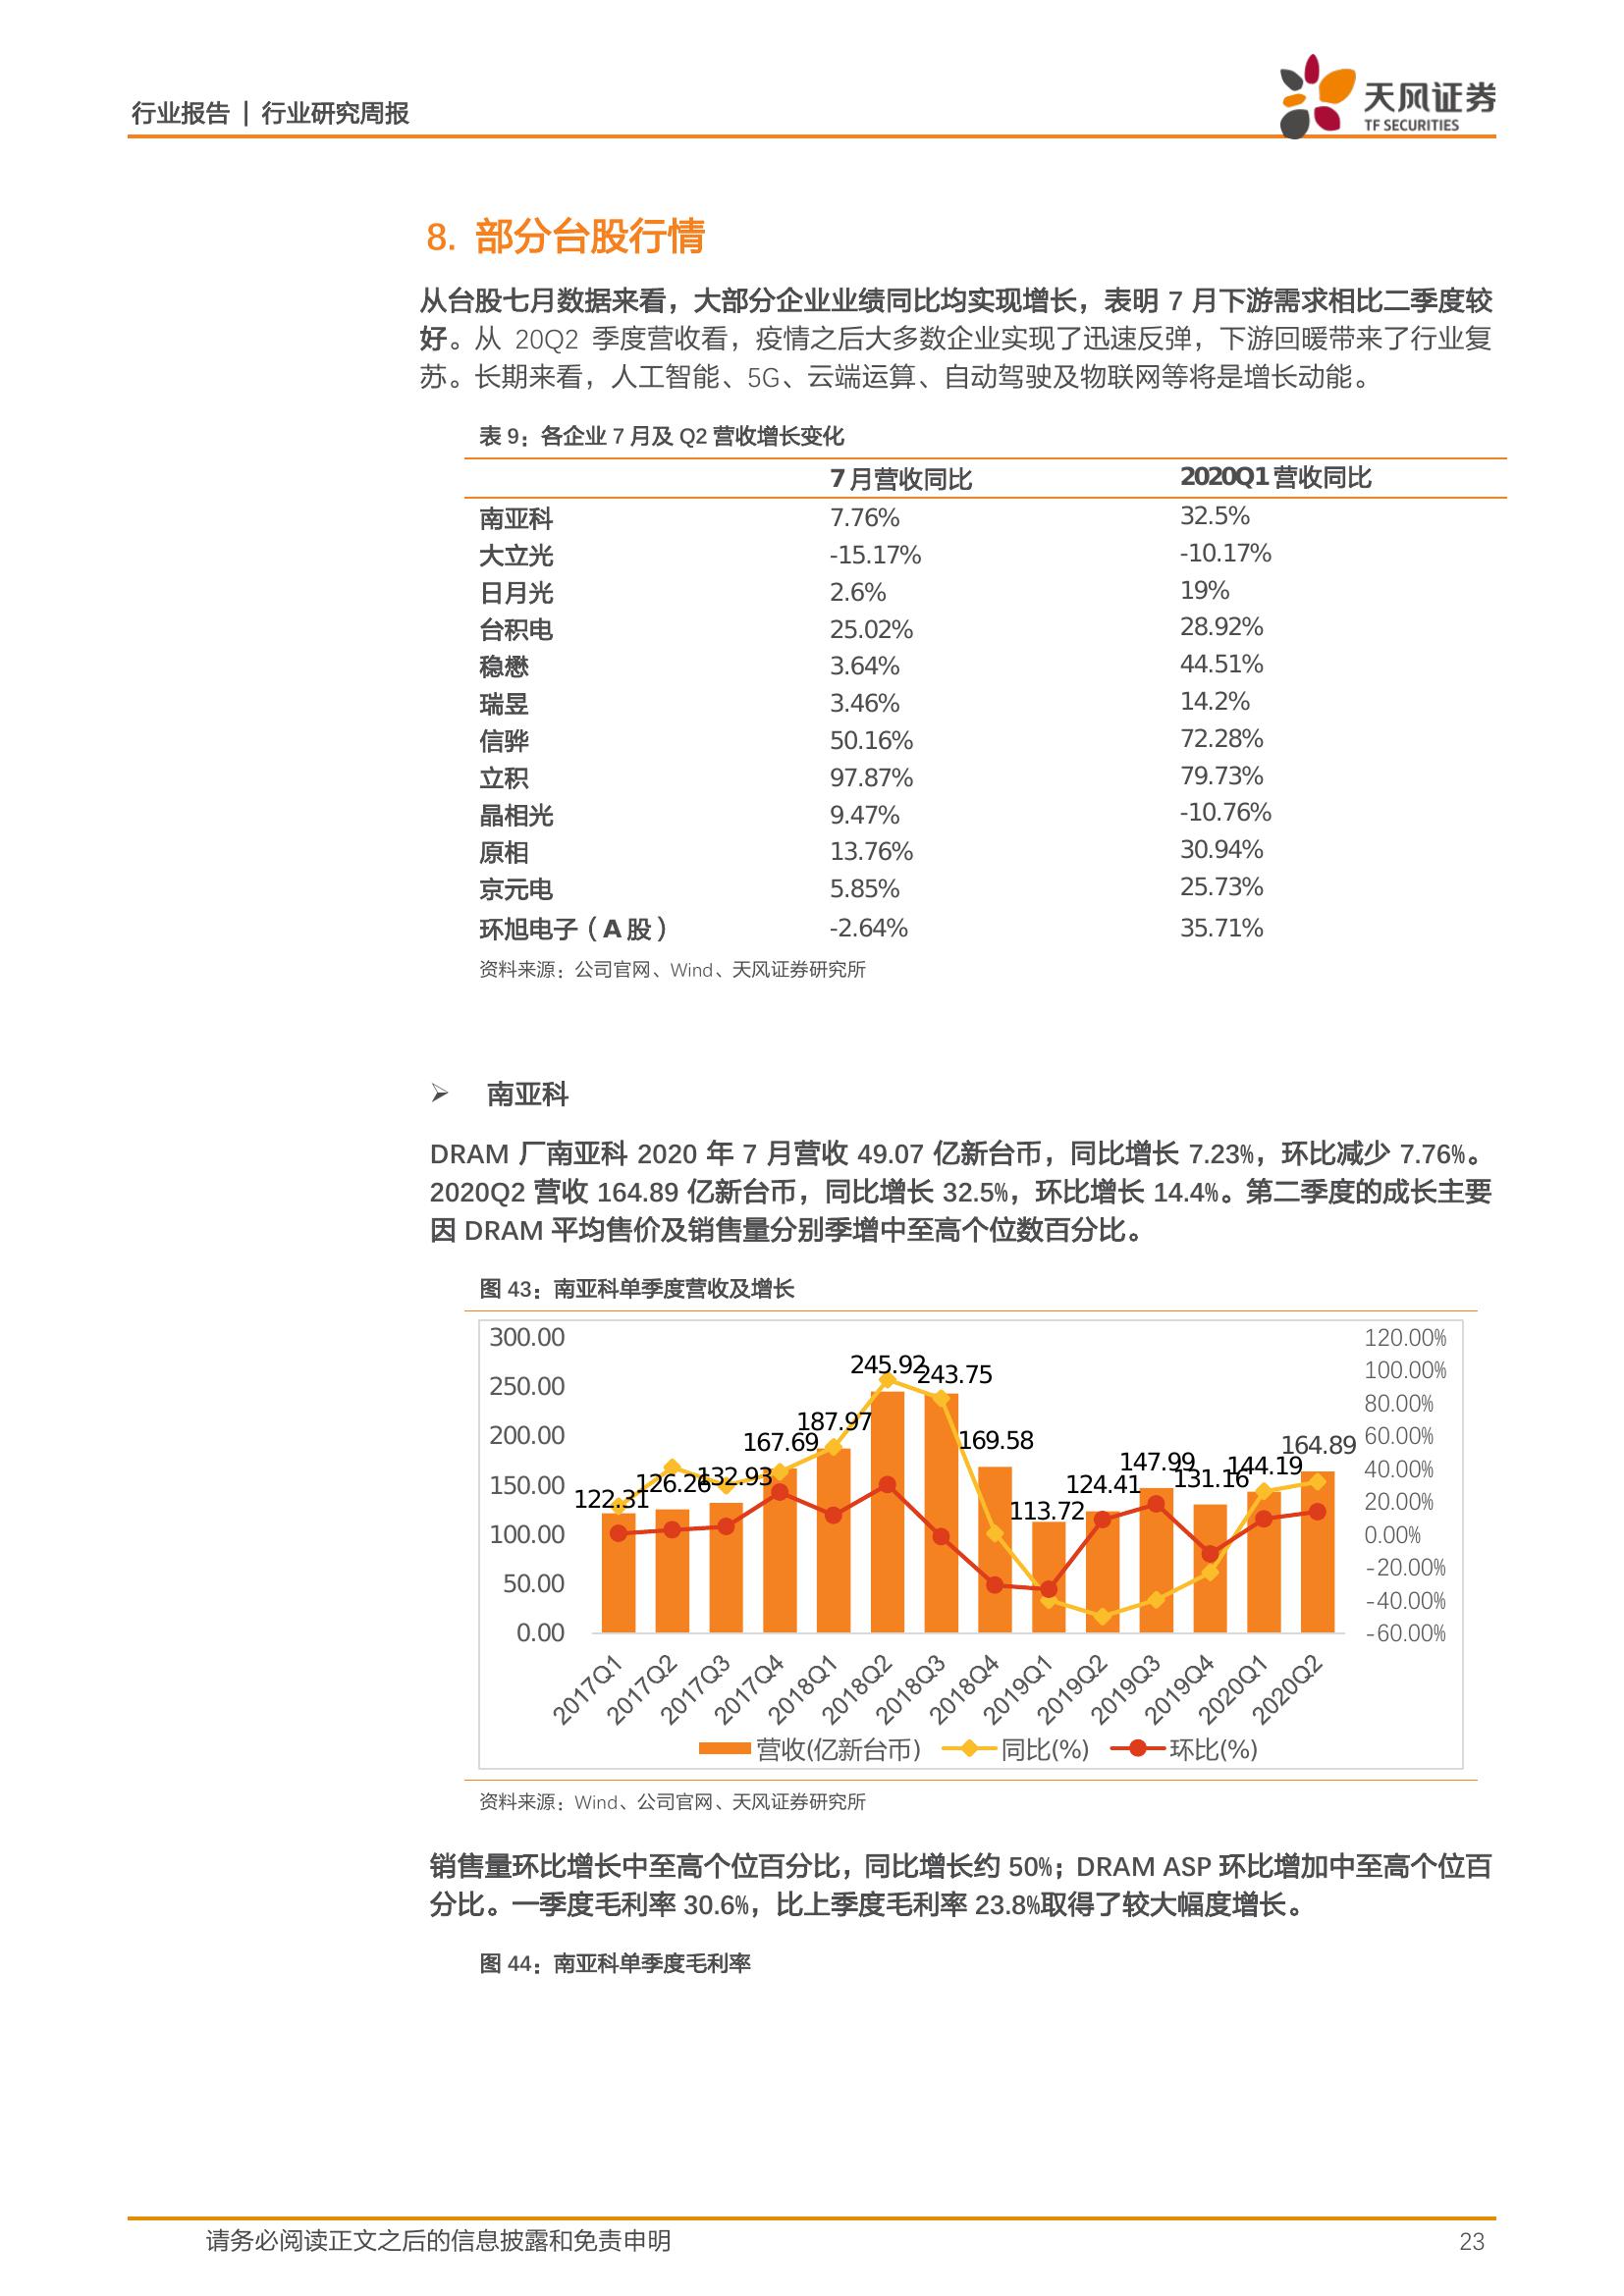 行业报告 | 行业研究周报
天风证券
TF SECURITIES
8. 部分台股行情
从台股七月数据来看，大部分企业业绩同比均实现增长，表明 7 月下游需求相比二季度较
好。从 20Q2 季度营收看，疫情之后大多数企业实现了迅速反弹，下游回暖带来了行业复
苏。长期来看，人工智能、5G、云端运算、自动驾驶及物联网等将是增长动能。
表 9：各企业 7 月及 Q2 营收增长变化
7 月营收同比 2020Q1 营收同比
南亚科 7.76% 32.5%
大立光 -15.17% -10.17%
日月光 2.6% 19%
台积电 25.02% 28.92%
稳懋 3.64% 44.51%
瑞昱 3.46% 14.2%
信骅 50.16% 72.28%
立积 97.87% 79.73%
晶相光 9.47% -10.76%
原相 13.76% 30.94%
京元电 5.85% 25.73%
环旭电子（A 股） -2.64% 35.71%
资料来源：公司官网、Wind、天风证券研究所
➢ 南亚科
DRAM 厂南亚科 2020 年 7 月营收 49.07 亿新台币，同比增长 7.23%，环比减少 7.76%。
2020Q2 营收 164.89 亿新台币，同比增长 32.5%，环比增长 14.4%。第二季度的成长主要
因 DRAM 平均售价及销售量分别季增中至高个位数百分比。
图 43：南亚科单季度营收及增长
300.00
250.00
200.00
150.00
100.00
50.00
0.00
122.31
126.26
132.93
167.69
187.97
245.92
243.75
169.58
113.72
124.41
147.99
131.16
144.19
164.89
120.00%
100.00%
80.00%
60.00%
40.00%
20.00%
0.00%
-20.00%
-40.00%
-60.00%
2017Q1
2017Q2
2017Q3
2017Q4
2018Q1
2018Q2
2018Q3
2018Q4
2019Q1
2019Q2
2019Q3
2019Q4
2020Q1
2020Q2
营收(亿新台币) 同比(%) 环比(%)
资料来源：Wind、公司官网、天风证券研究所
销售量环比增长中至高个位百分比，同比增长约 50%；DRAM ASP 环比增加中至高个位百
分比。一季度毛利率 30.6%，比上季度毛利率 23.8%取得了较大幅度增长。
图 44：南亚科单季度毛利率
请务必阅读正文之后的信息披露和免责申明 23